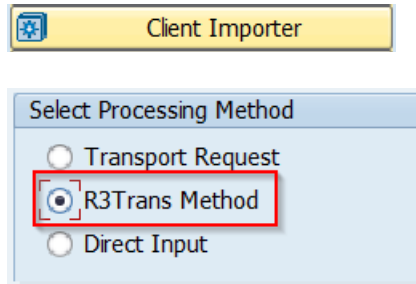 Client Importer
Select Processing Method
Transport Request
R3Trans Method
Direct Input